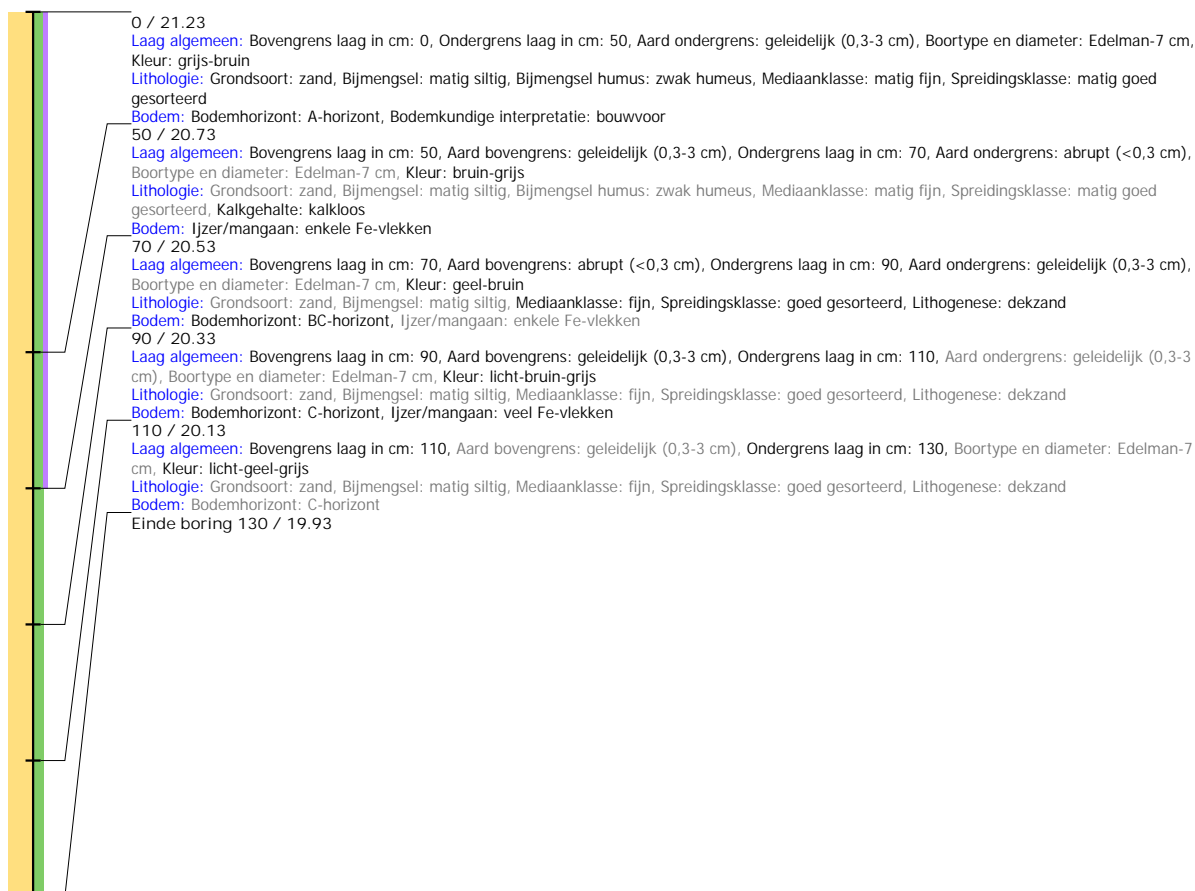 0 / 21.23
Laag algemeen: Bovengrens laag in cm: 0, Ondergrens laag in cm: 50, Aard ondergrens: geleidelijk (0,3-3 cm), Boortype en diameter: Edelman-7 cm,
Kleur: grijs-bruin
Lithologie: Grondsoort: zand, Bijmengsel: matig siltig, Bijmengsel humus: zwak humeus, Mediaanklasse: matig fijn, Spreidingsklasse: matig goed
gesorteerd
Bodem: Bodemhorizont: A-horizont, Bodemkundige interpretatie: bouwvoor
50 / 20.73
Laag algemeen: Bovengrens laag in cm: 50, Aard bovengrens: geleidelijk (0,3-3 cm), Ondergrens laag in cm: 70, Aard ondergrens: abrupt (<0,3 cm),
Boortype en diameter: Edelman-7 cm, Kleur: bruin-grijs
Lithologie: Grondsoort: zand, Bijmengsel: matig siltig, Bijmengsel humus: zwak humeus, Mediaanklasse: matig fijn, Spreidingsklasse: matig goed
gesorteerd, Kalkgehalte: kalkloos
Bodem: Ijzer/mangaan: enkele Fe-vlekken
70 / 20.53
Laag algemeen: Bovengrens laag in cm: 70, Aard bovengrens: abrupt (<0,3 cm), Ondergrens laag in cm: 90, Aard ondergrens: geleidelijk (0,3-3 cm),
Boortype en diameter: Edelman-7 cm, Kleur: geel-bruin
Lithologie: Grondsoort: zand, Bijmengsel: matig siltig, Mediaanklasse: fijn, Spreidingsklasse: goed gesorteerd, Lithogenese: dekzand
Bodem: Bodemhorizont: BC-horizont, Ijzer/mangaan: enkele Fe-vlekken
90 / 20.33
Laag algemeen: Bovengrens laag in cm: 90, Aard bovengrens: geleidelijk (0,3-3 cm), Ondergrens laag in cm: 110, Aard ondergrens: geleidelijk (0,3-3
cm), Boortype en diameter: Edelman-7 cm, Kleur: licht-bruin-grijs
Lithologie: Grondsoort: zand, Bijmengsel: matig siltig, Mediaanklasse: fijn, Spreidingsklasse: goed gesorteerd, Lithogenese: dekzand
Bodem: Bodemhorizont: C-horizont, Ijzer/mangaan: veel Fe-vlekken
110 / 20.13
Laag algemeen: Bovengrens laag in cm: 110, Aard bovengrens: geleidelijk (0,3-3 cm), Ondergrens laag in cm: 130, Boortype en diameter: Edelman-7
cm, Kleur: licht-geel-grijs
Lithologie: Grondsoort: zand, Bijmengsel: matig siltig, Mediaanklasse: fijn, Spreidingsklasse: goed gesorteerd, Lithogenese: dekzand
Bodem: Bodemhorizont: C-horizont
Einde boring 130 / 19.93